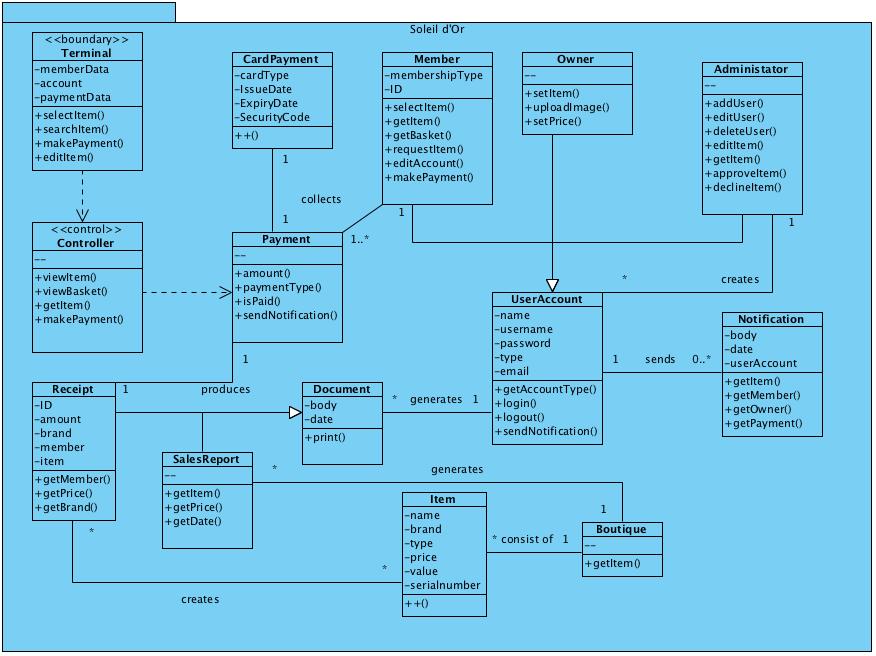 Soleil d'Or
<<boundary>>
Terminal
-memberData
-account
-paymentData
+selectItem()
+searchItem()
+makePayment()
+editItem()
CardPayment
-cardType
-IssueDate
-ExpiryDate
-SecurityCode
++()
Member
-membershipType
-ID
+selectItem()
+getItem()
+getBasket()
+requestItem()
+editAccount()
+makePayment()
Owner
--
+setItem()
+uploadImage()
+setPrice()
Administator
--
+addUser()
+editUser()
+deleteUser()
+editItem()
+getItem()
+approveItem()
+declineItem()
1
collects
1
1
1..*
1
<<control>>
Controller
--
+viewItem()
+viewBasket()
+getItem()
+makePayment()
Payment
--
+amount()
+paymentType()
+isPaid()
+sendNotification()
*
creates
UserAccount
-name
-username
-password
-type
-email
+getAccountType()
+login()
+logout()
+sendNotification()
1 sends 0..*
Notification
-body
-date
-userAccount
+getItem()
+getMember()
+getOwner()
+getPayment()
1
1
produces
Receipt
-ID
-amount
-brand
-member
-item
+getMember()
+getPrice()
+getBrand()
Document
-body
-date
+print()
* generates 1
SalesReport
--
+getItem()
+getPrice()
+getDate()
*
generates
1
Item
-name
-brand
-type
-price
-value
-serialnumber
++()
* consist of 1
Boutique
--
+getItem()
*
*
creates